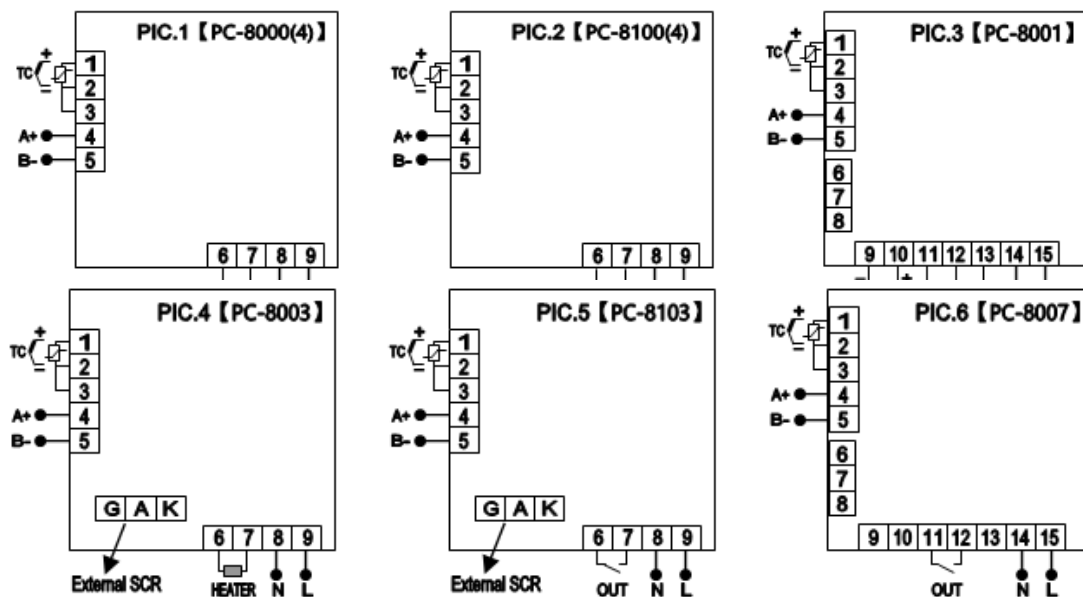 PIC.1【PC-8000(4)】
+
TC
=
1
2
3
A+
4
B-
5
6 7 8 9
PIC.2【PC-8100(4)】
+
TC
=
1
2
3
A+
4
B-
5
6 7 8 9
PIC.3【PC-8001】
+
TC
=
1
2
3
A+
4
B-
5
6
7
8
9 10 11 12 13 14 15
PIC.4【PC-8003】
+
TC
=
1
2
3
A+
4
B-
5
G A K
6 7 8 9
External SCR
HEATER N L
PIC.5【PC-8103】
+
TC
=
1
2
3
A+
4
B-
5
G A K
6 7 8 9
External SCR
OUT N L
PIC.6【PC-8007】
+
TC
=
1
2
3
A+
4
B-
5
6
7
8
9 10 11 12 13 14 15
OUT N L